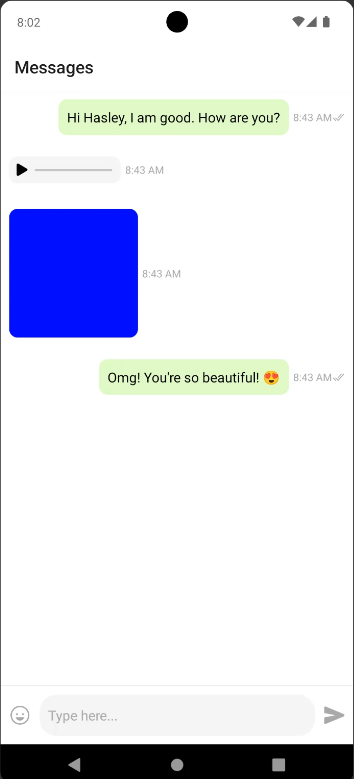 8:02
Messages
Hi Hasley, I am good. How are you? 8:43 AM
8:43 AM
8:43 AM
Omg! You're so beautiful! 😍 8:43 AM
Type here...